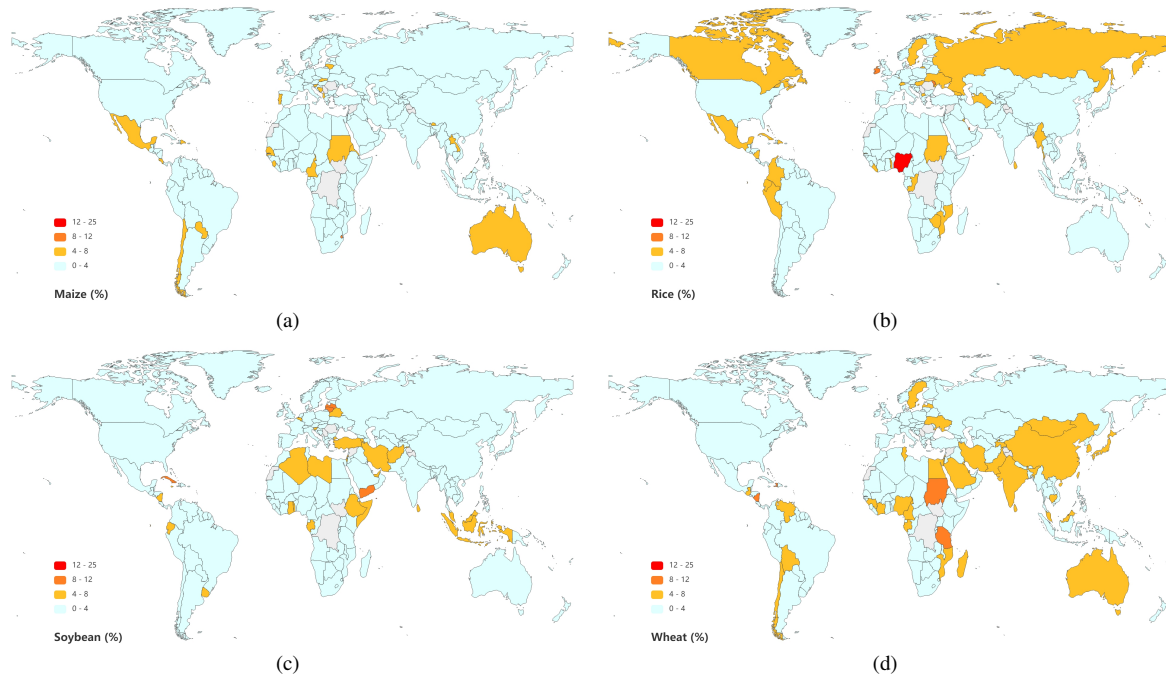 12 - 25
8 - 12
4 - 8
0 - 4
Maize (%)
(a)
12 - 25
8 - 12
4 - 8
0 - 4
Rice (%)
(b)
12 - 25
8 - 12
4 - 8
0 - 4
Soybean (%)
(c)
12 - 25
8 - 12
4 - 8
0 - 4
Wheat (%)
(d)